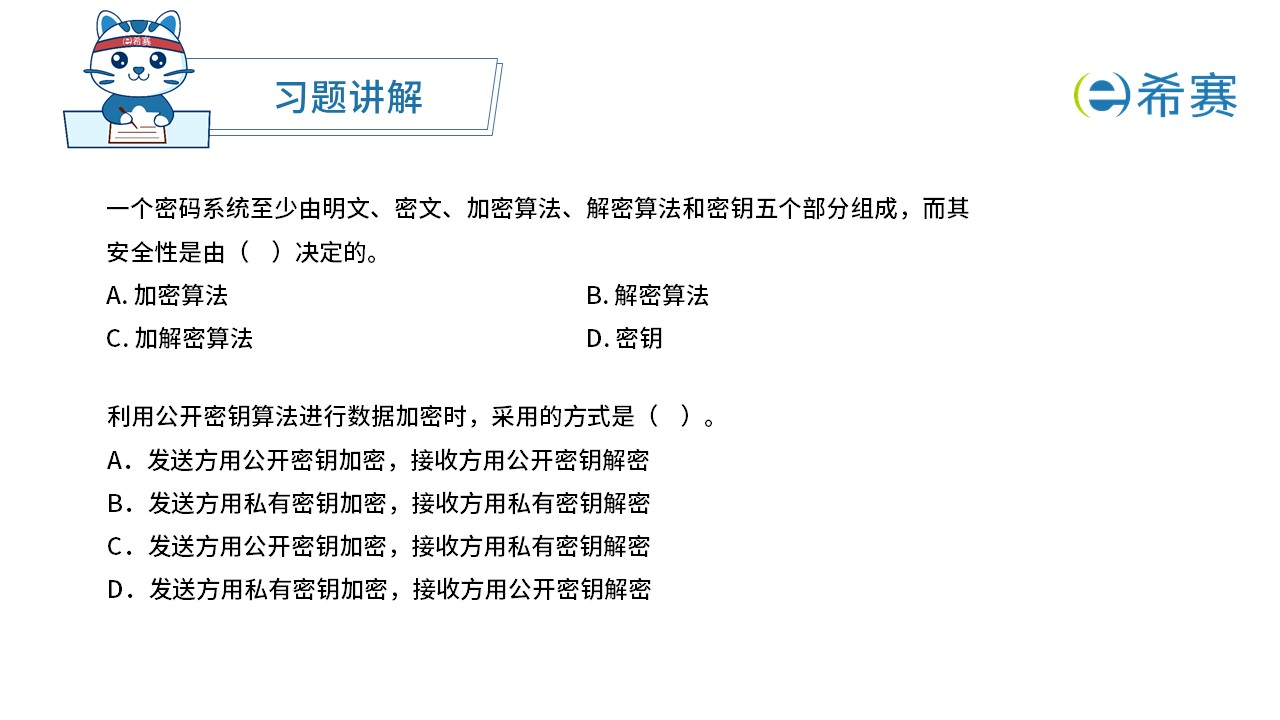 希赛
习题讲解
希赛
一个密码系统至少由明文、密文、加密算法、解密算法和密钥五个部分组成，而其
安全性是由（ ）决定的。
A. 加密算法 B. 解密算法
C. 加解密算法 D. 密钥
利用公开密钥算法进行数据加密时，采用的方式是（ ）。
A．发送方用公开密钥加密，接收方用公开密钥解密
B．发送方用私有密钥加密，接收方用私有密钥解密
C．发送方用公开密钥加密，接收方用私有密钥解密
D．发送方用私有密钥加密，接收方用公开密钥解密